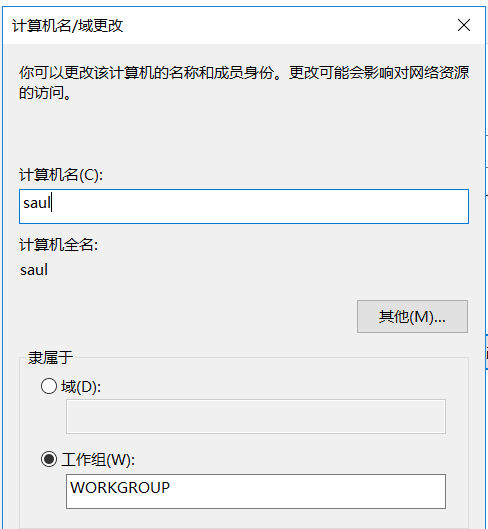 计算机名/域更改
你可以更改该计算机的名称和成员身份。更改可能会影响对网络资源
的访问。
计算机名(C):
saul
计算机全名:
saul
其他(M)...
隶属于
域(D):
工作组(W):
WORKGROUP